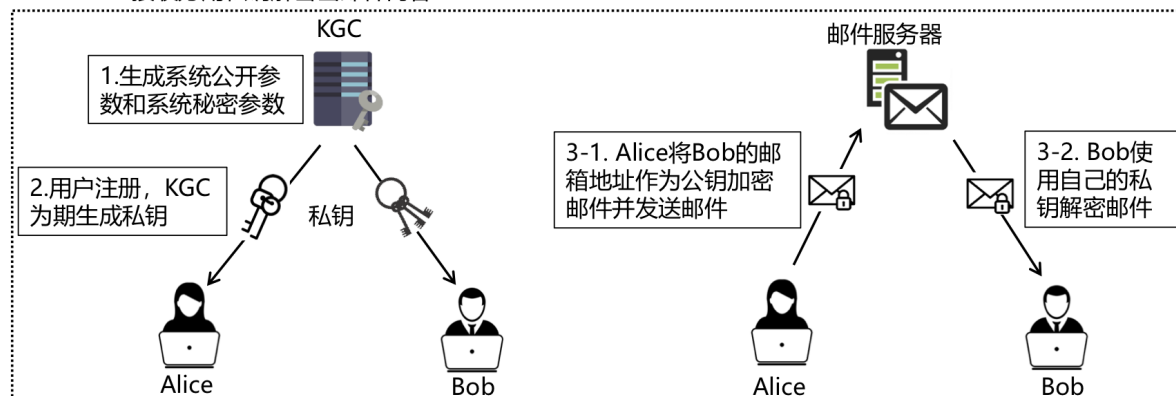 KGC
邮件服务器
1.生成系统公开参
数和系统秘密参数
3-1. Alice将Bob的邮
箱地址作为公钥加密
邮件并发送邮件
3-2. Bob使
用自己的私
钥解密邮件
2.用户注册，KGC
为期生成私钥
私钥
Alice
Bob
Alice
Bob